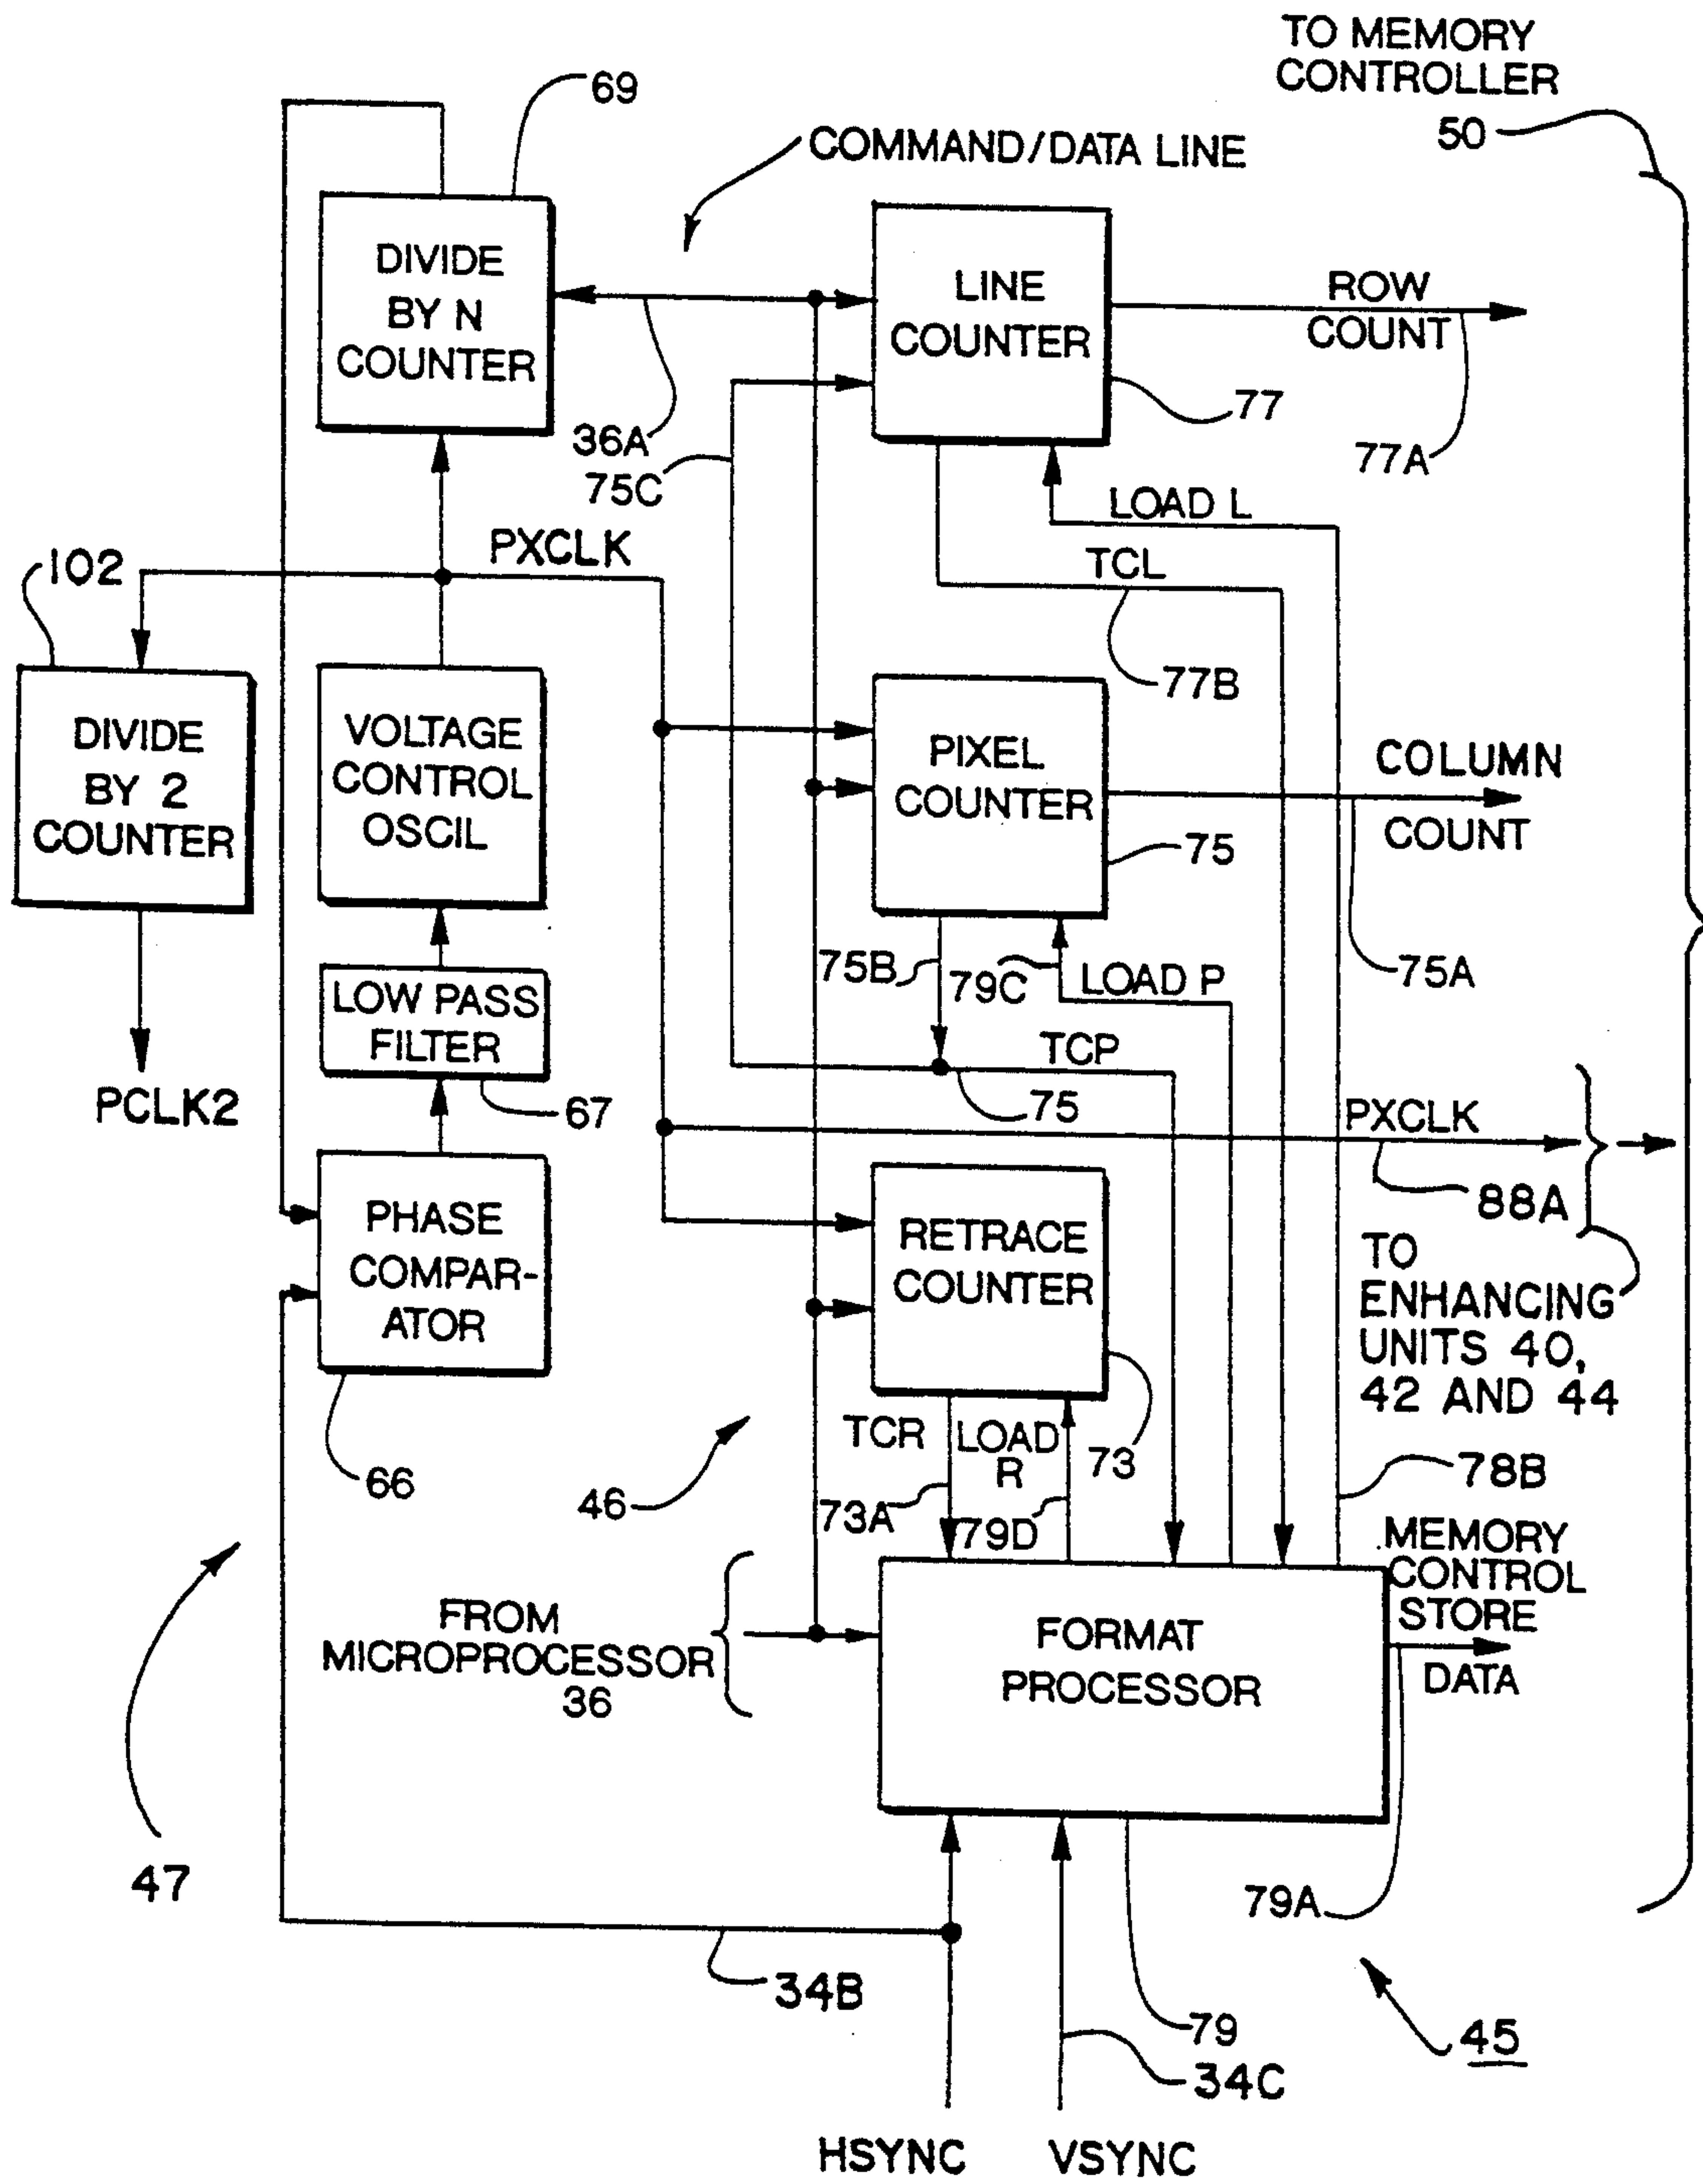 TO MEMORY
CONTROLLER
50
69
COMMAND/DATA LINE
DIVIDE
BY N
COUNTER
LINE
COUNTER
ROW
COUNT
77
77A
36A
75C
LOAD L
PXCLK
TCL
102
77B
DIVIDE
BY 2
COUNTER
VOLTAGE
CONTROL
OSCIL
PIXEL
COUNTER
COLUMN
COUNT
75
75A
75B
79C
LOAD P
LOW PASS
FILTER
TCP
75
PCLK2
67
PXCLK
88A
PHASE
COMPAR-
ATOR
RETRACE
COUNTER
TO
ENHANCING
UNITS 40,
42 AND 44
TCR
LOAD
R
73
78B
66
46
73A
79D
MEMORY
CONTROL
STORE
DATA
FROM
MICROPROCESSOR
36
FORMAT
PROCESSOR
47
79A
34B
79
45
34C
HSYNC
VSYNC